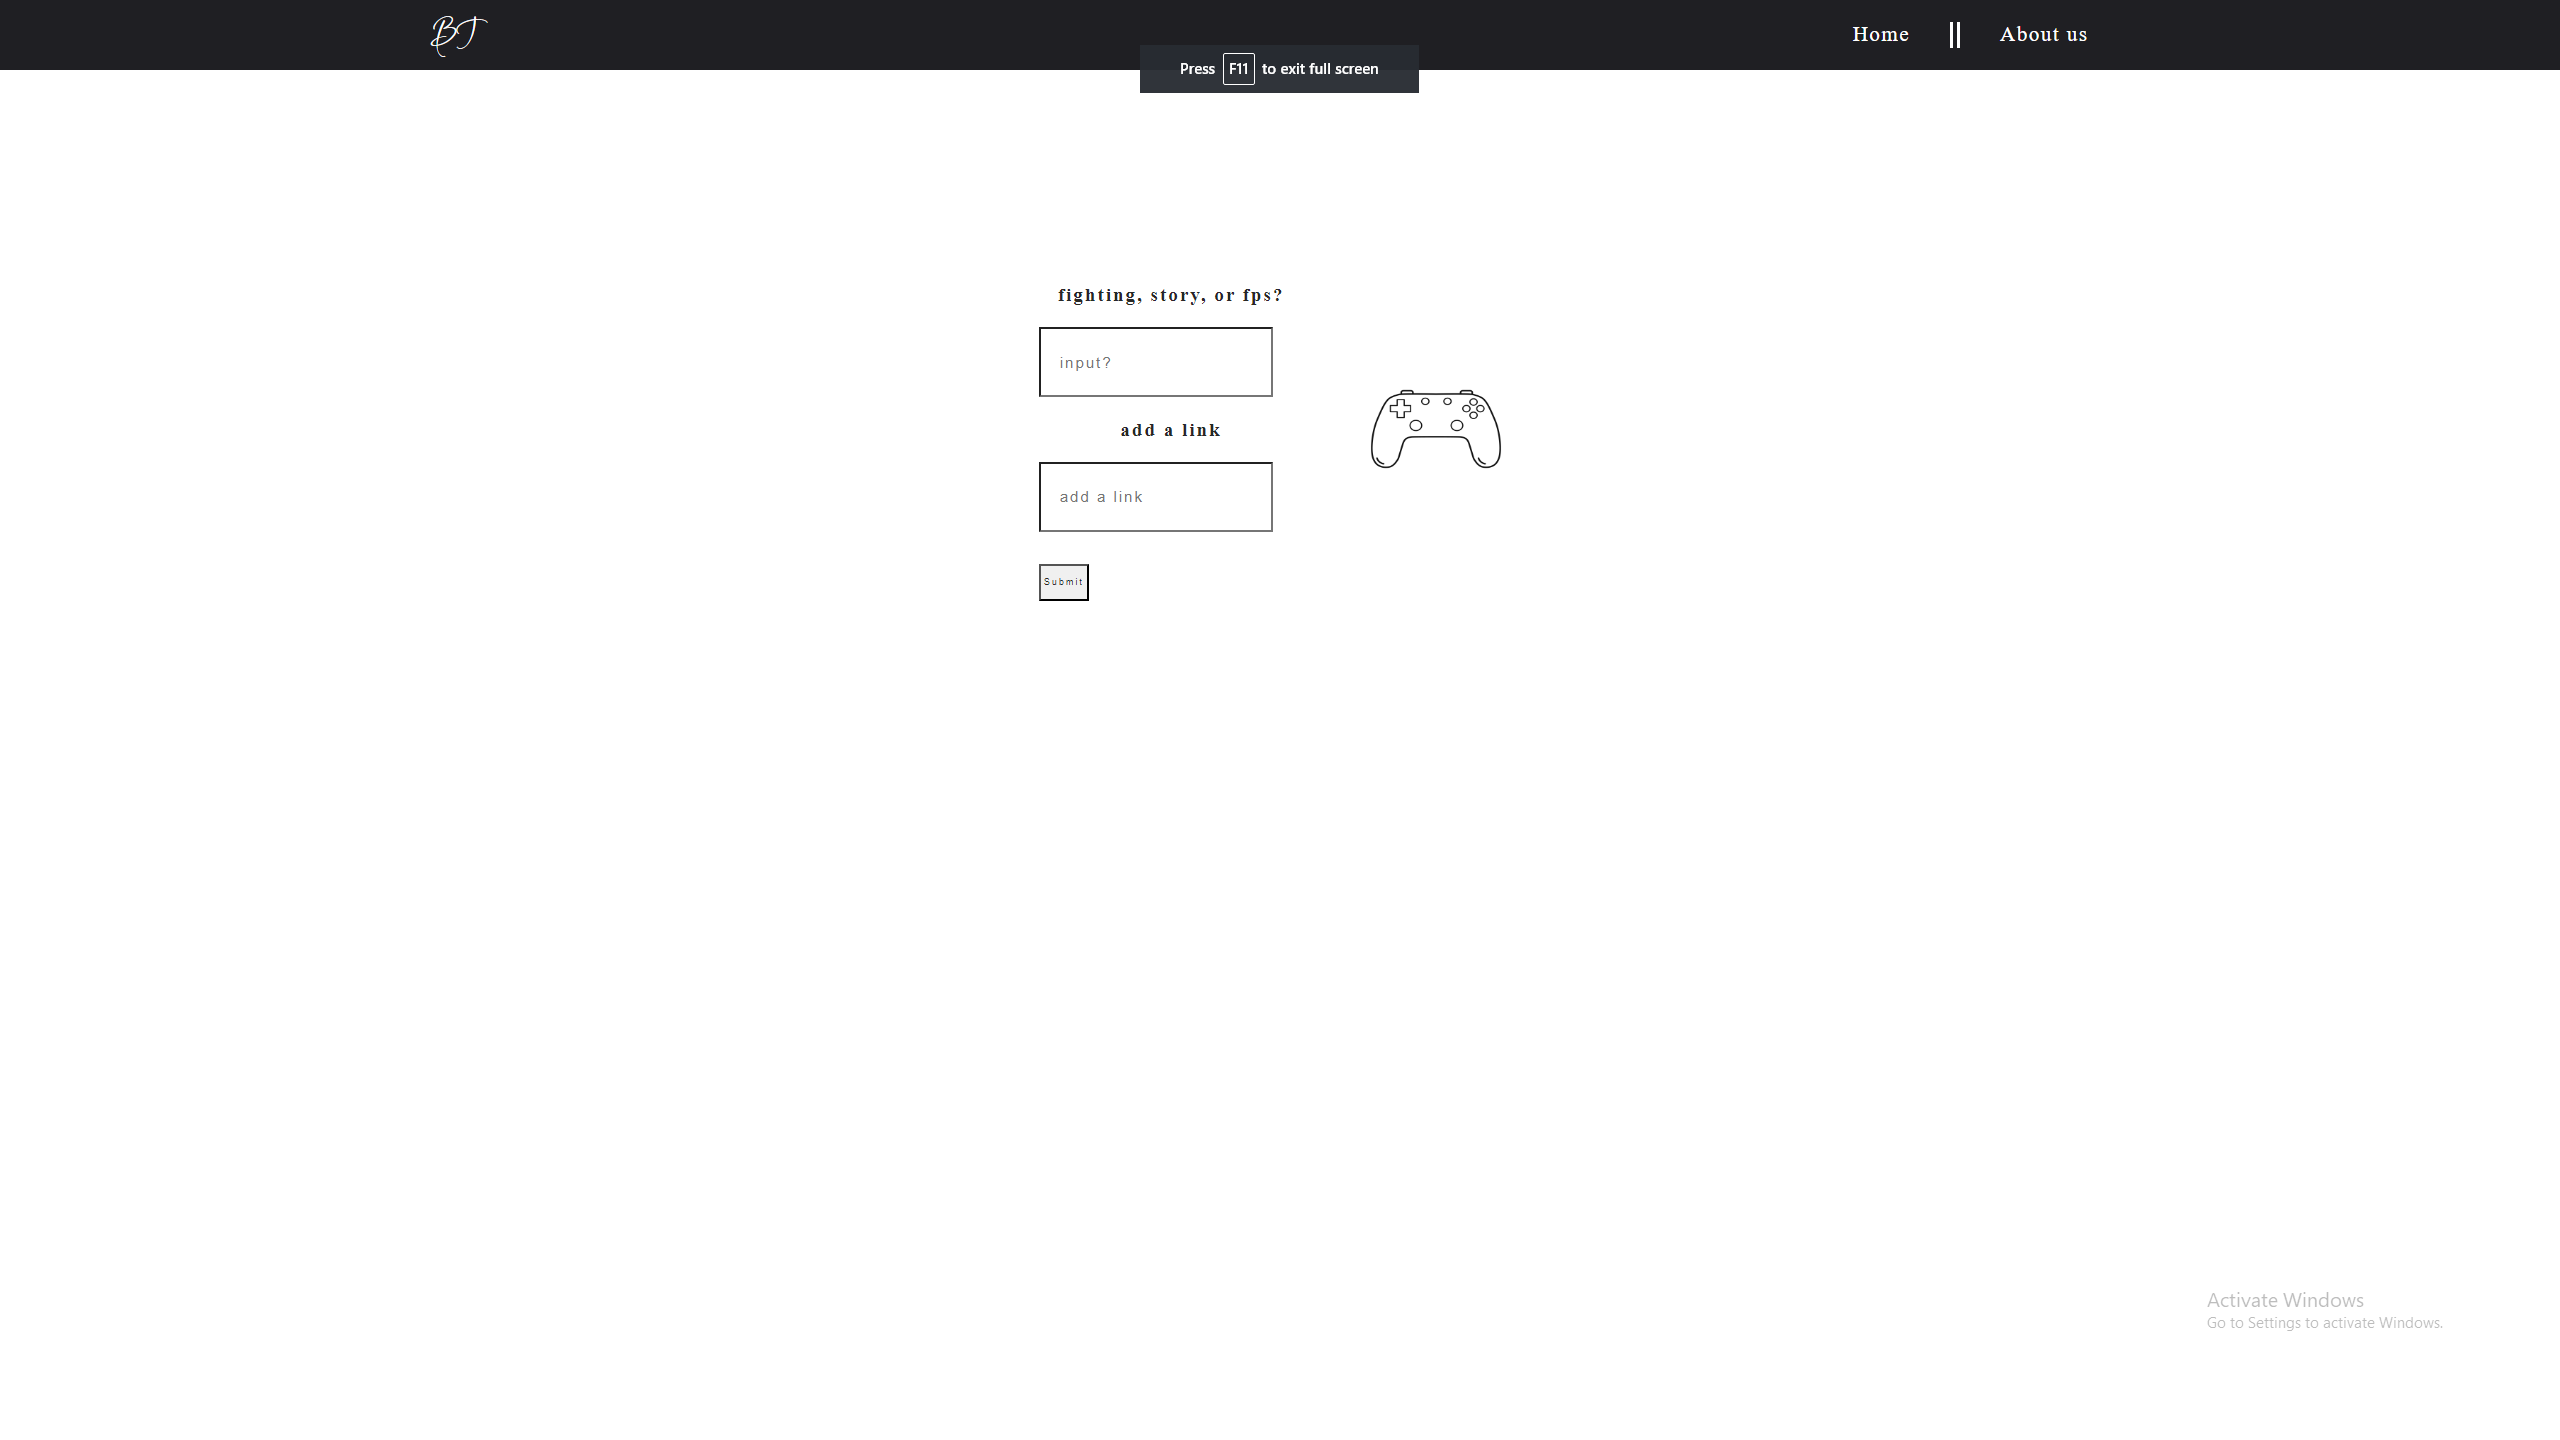 BT
Home || About us
Press F11 to exit full screen
fighting, story, or fps?
input?
add a link
add a link
Submit
Activate Windows
Go to Settings to activate Windows.